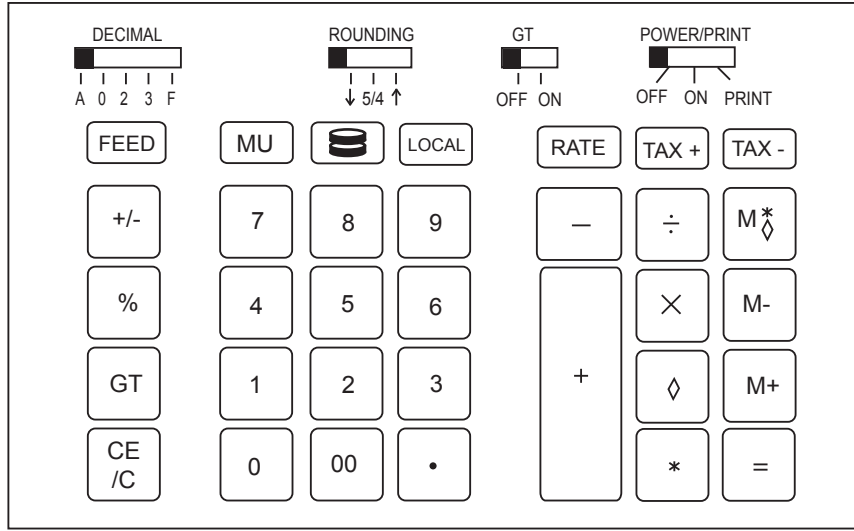 DECIMAL ROUNDING GT POWER/PRINT
A 0 2 3 F ↓ 5/4 ↑ OFF ON OFF ON PRINT
FEED MU LOCAL RATE TAX + TAX -
+/- 7 8 9 – ÷ M*◊
% 4 5 6 × M-
GT 1 2 3 + ◊ M+
CE
/C 0 00 • * =